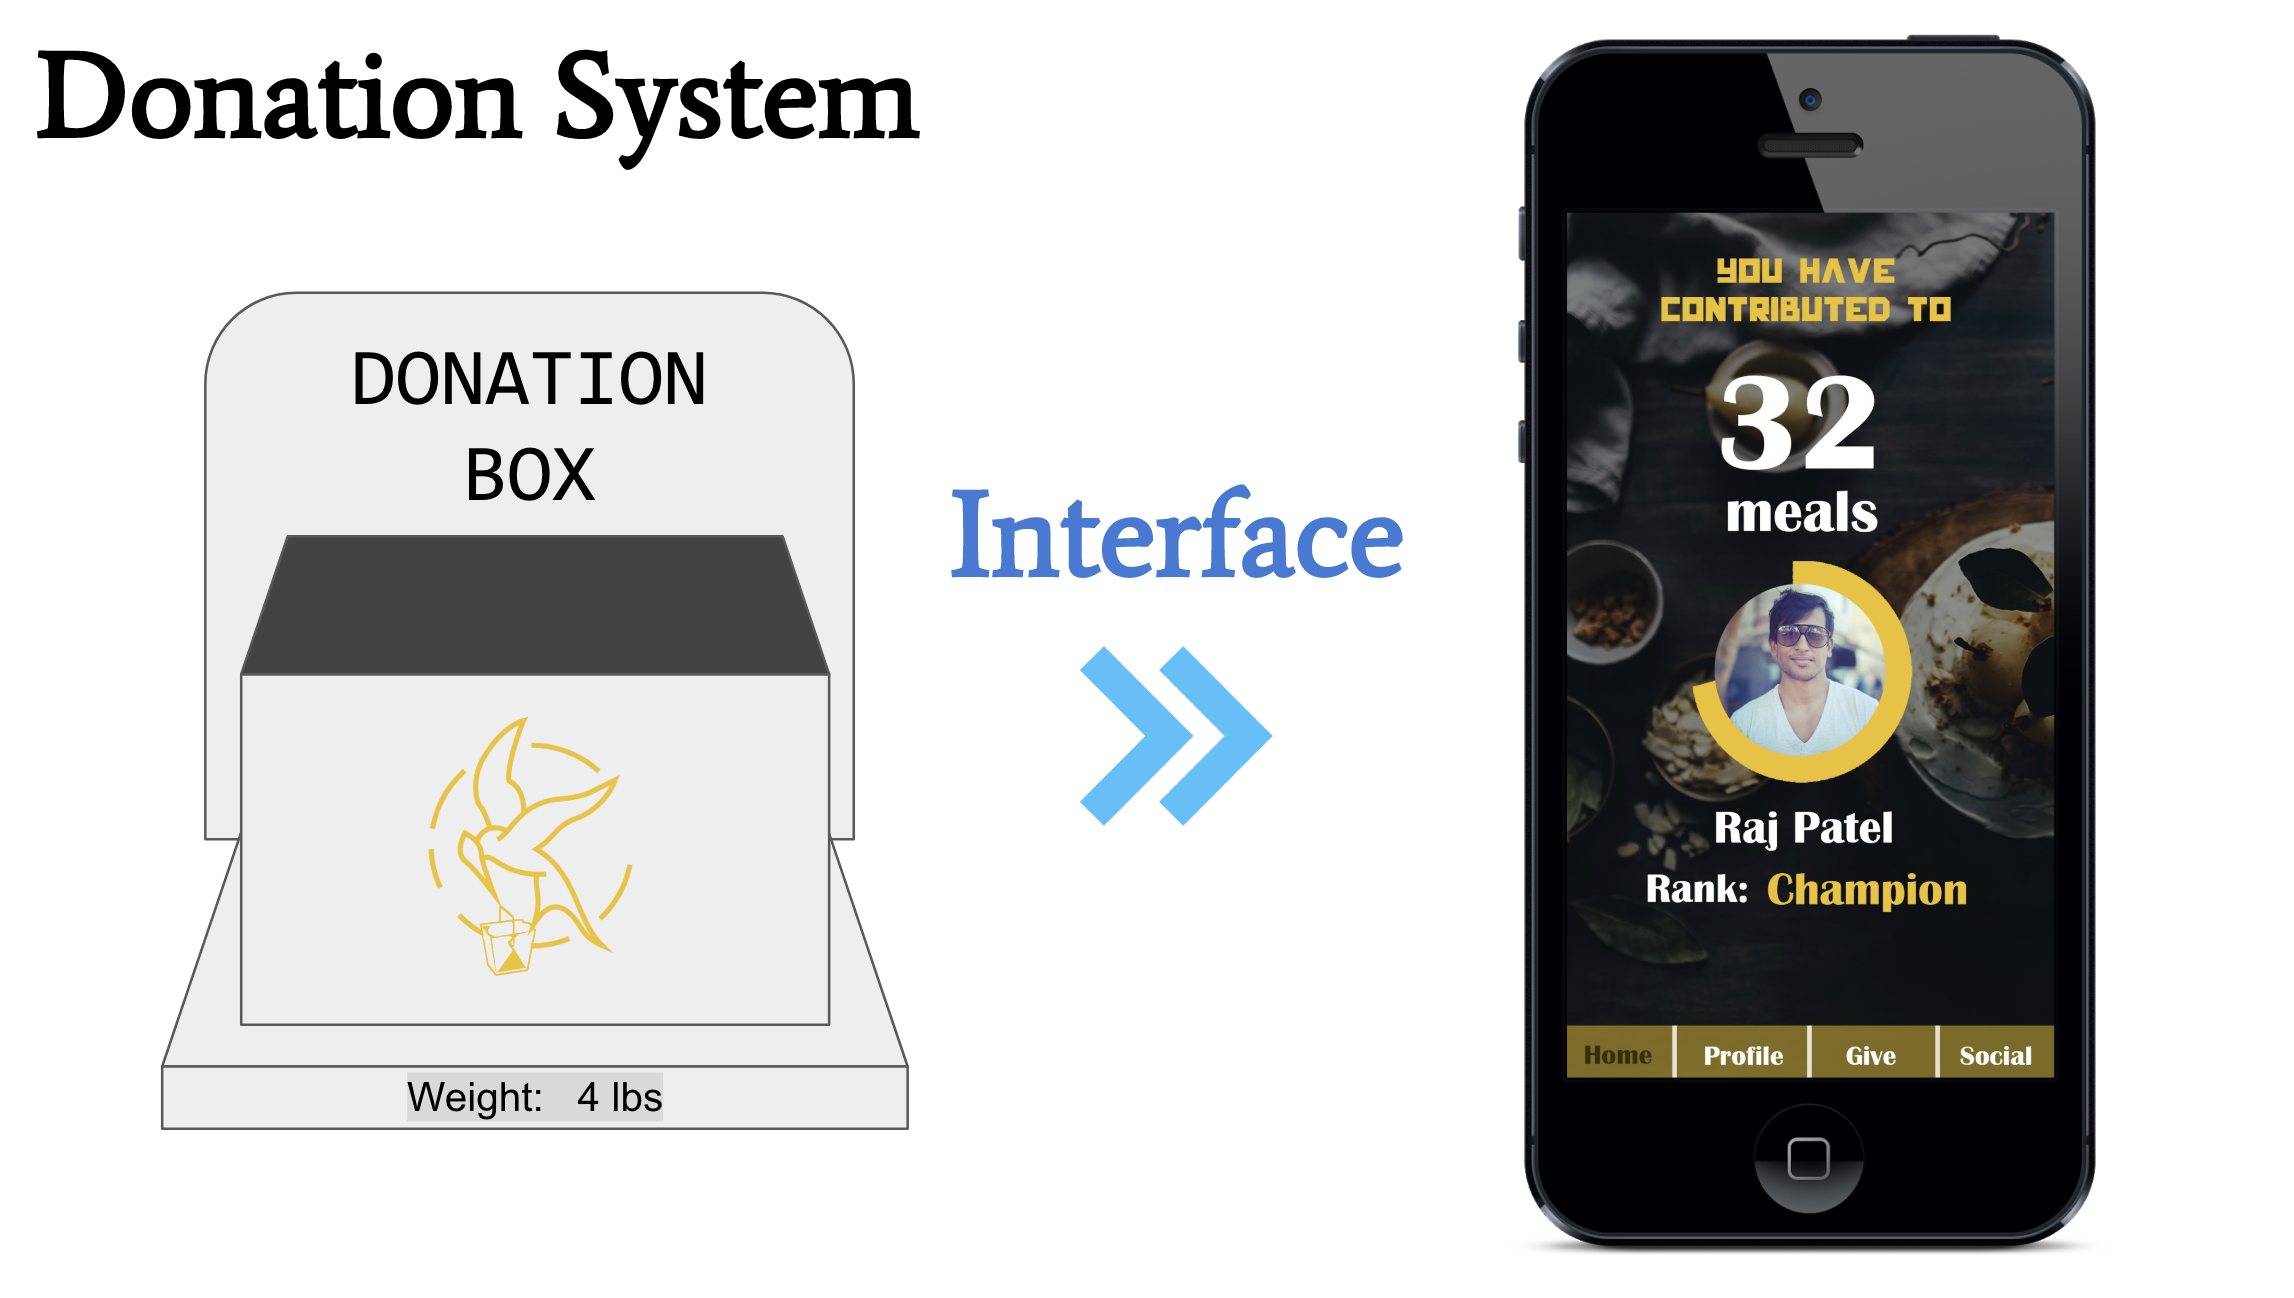 Donation System
DONATION
BOX
Weight: 4 lbs
Interface
YOU HAVE
CONTRIBUTED TO
32
meals
Raj Patel
Rank: Champion
Home Profile Give Social